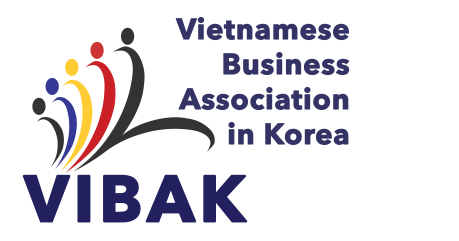 Vietnamese
Business
Association
in Korea
VIBAK